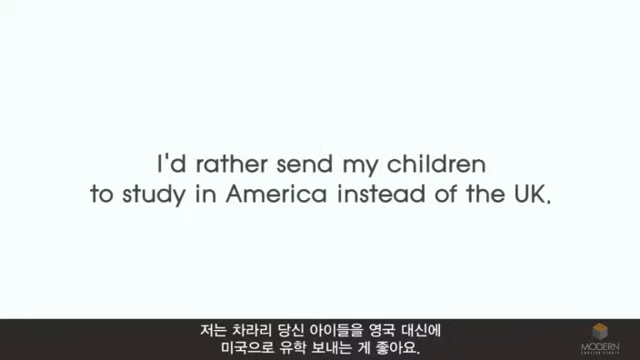 I'd rather send my children
to study in America instead of the UK.
저는 차라리 당신 아이들을 영국 대신에
미국으로 유학 보내는 게 좋아요.
MODERN